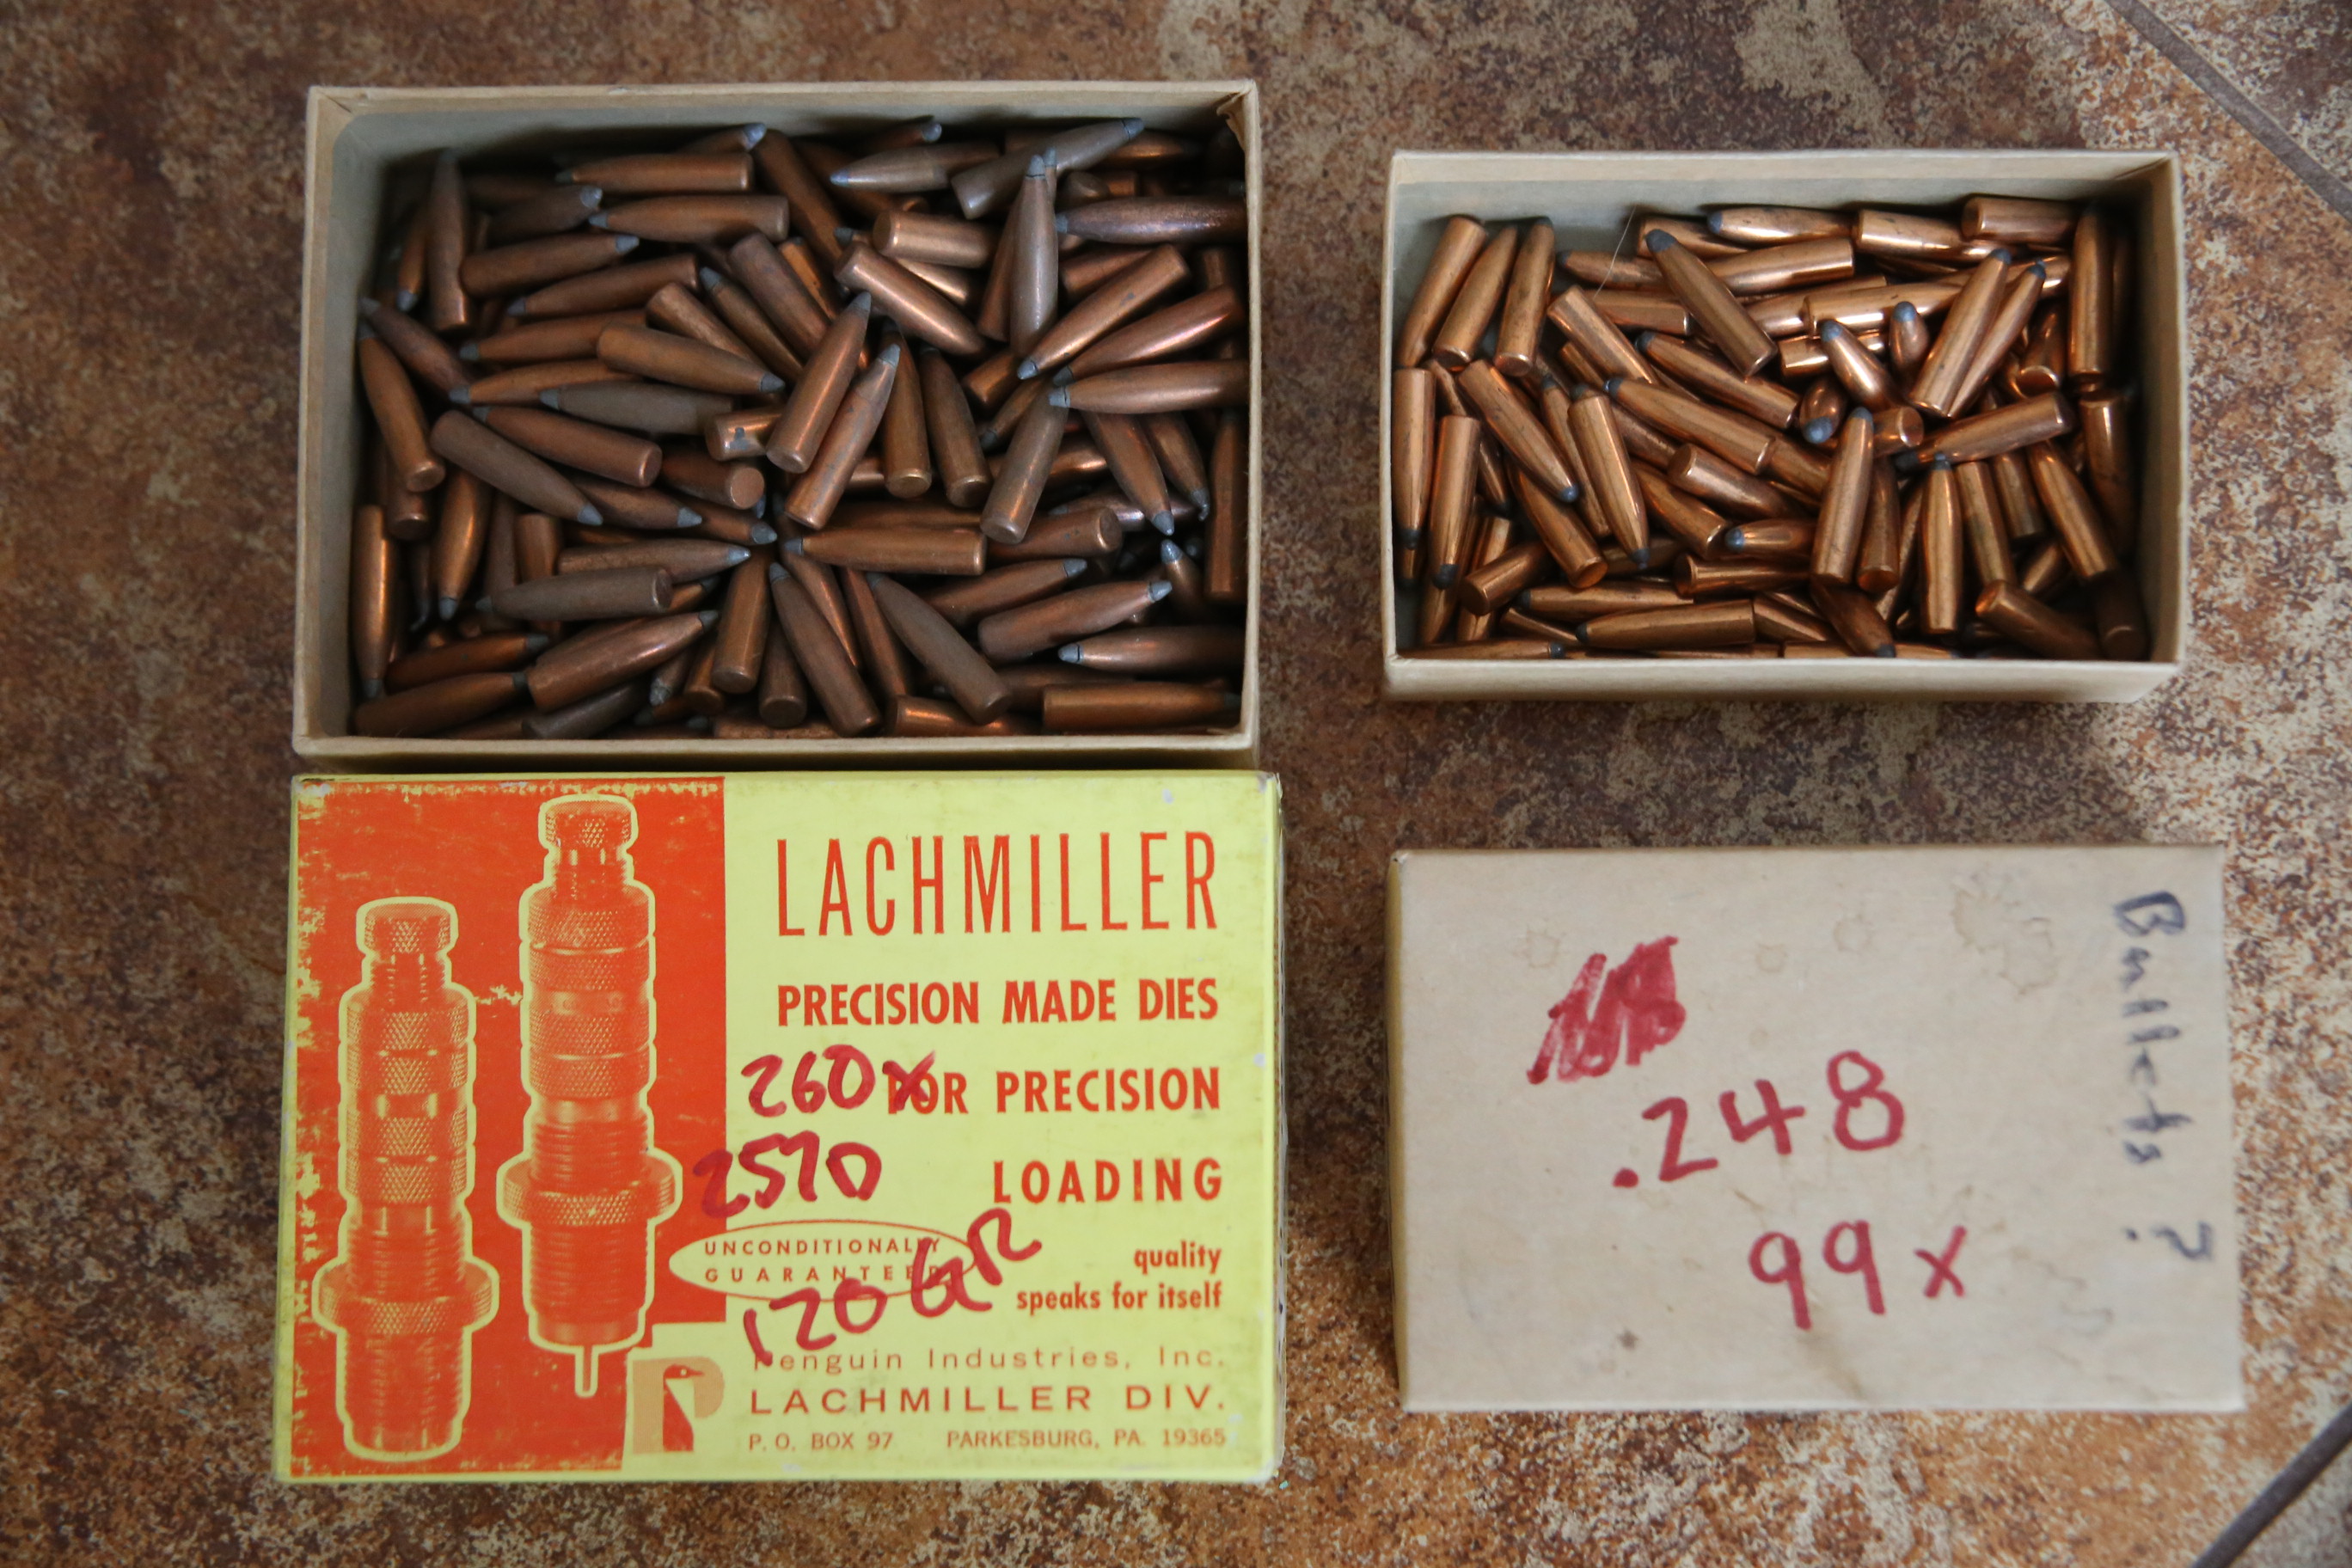 LACHMILLER
PRECISION MADE DIES
260x
FOR PRECISION
2570
LOADING
UNCONDITIONALLY
GUARANTEED
120 GR
quality
speaks for itself
Penguin Industries, Inc.
LACHMILLER DIV.
P. O. BOX 97 PARKESBURG, PA. 19365
.248
99x
Bullets ?